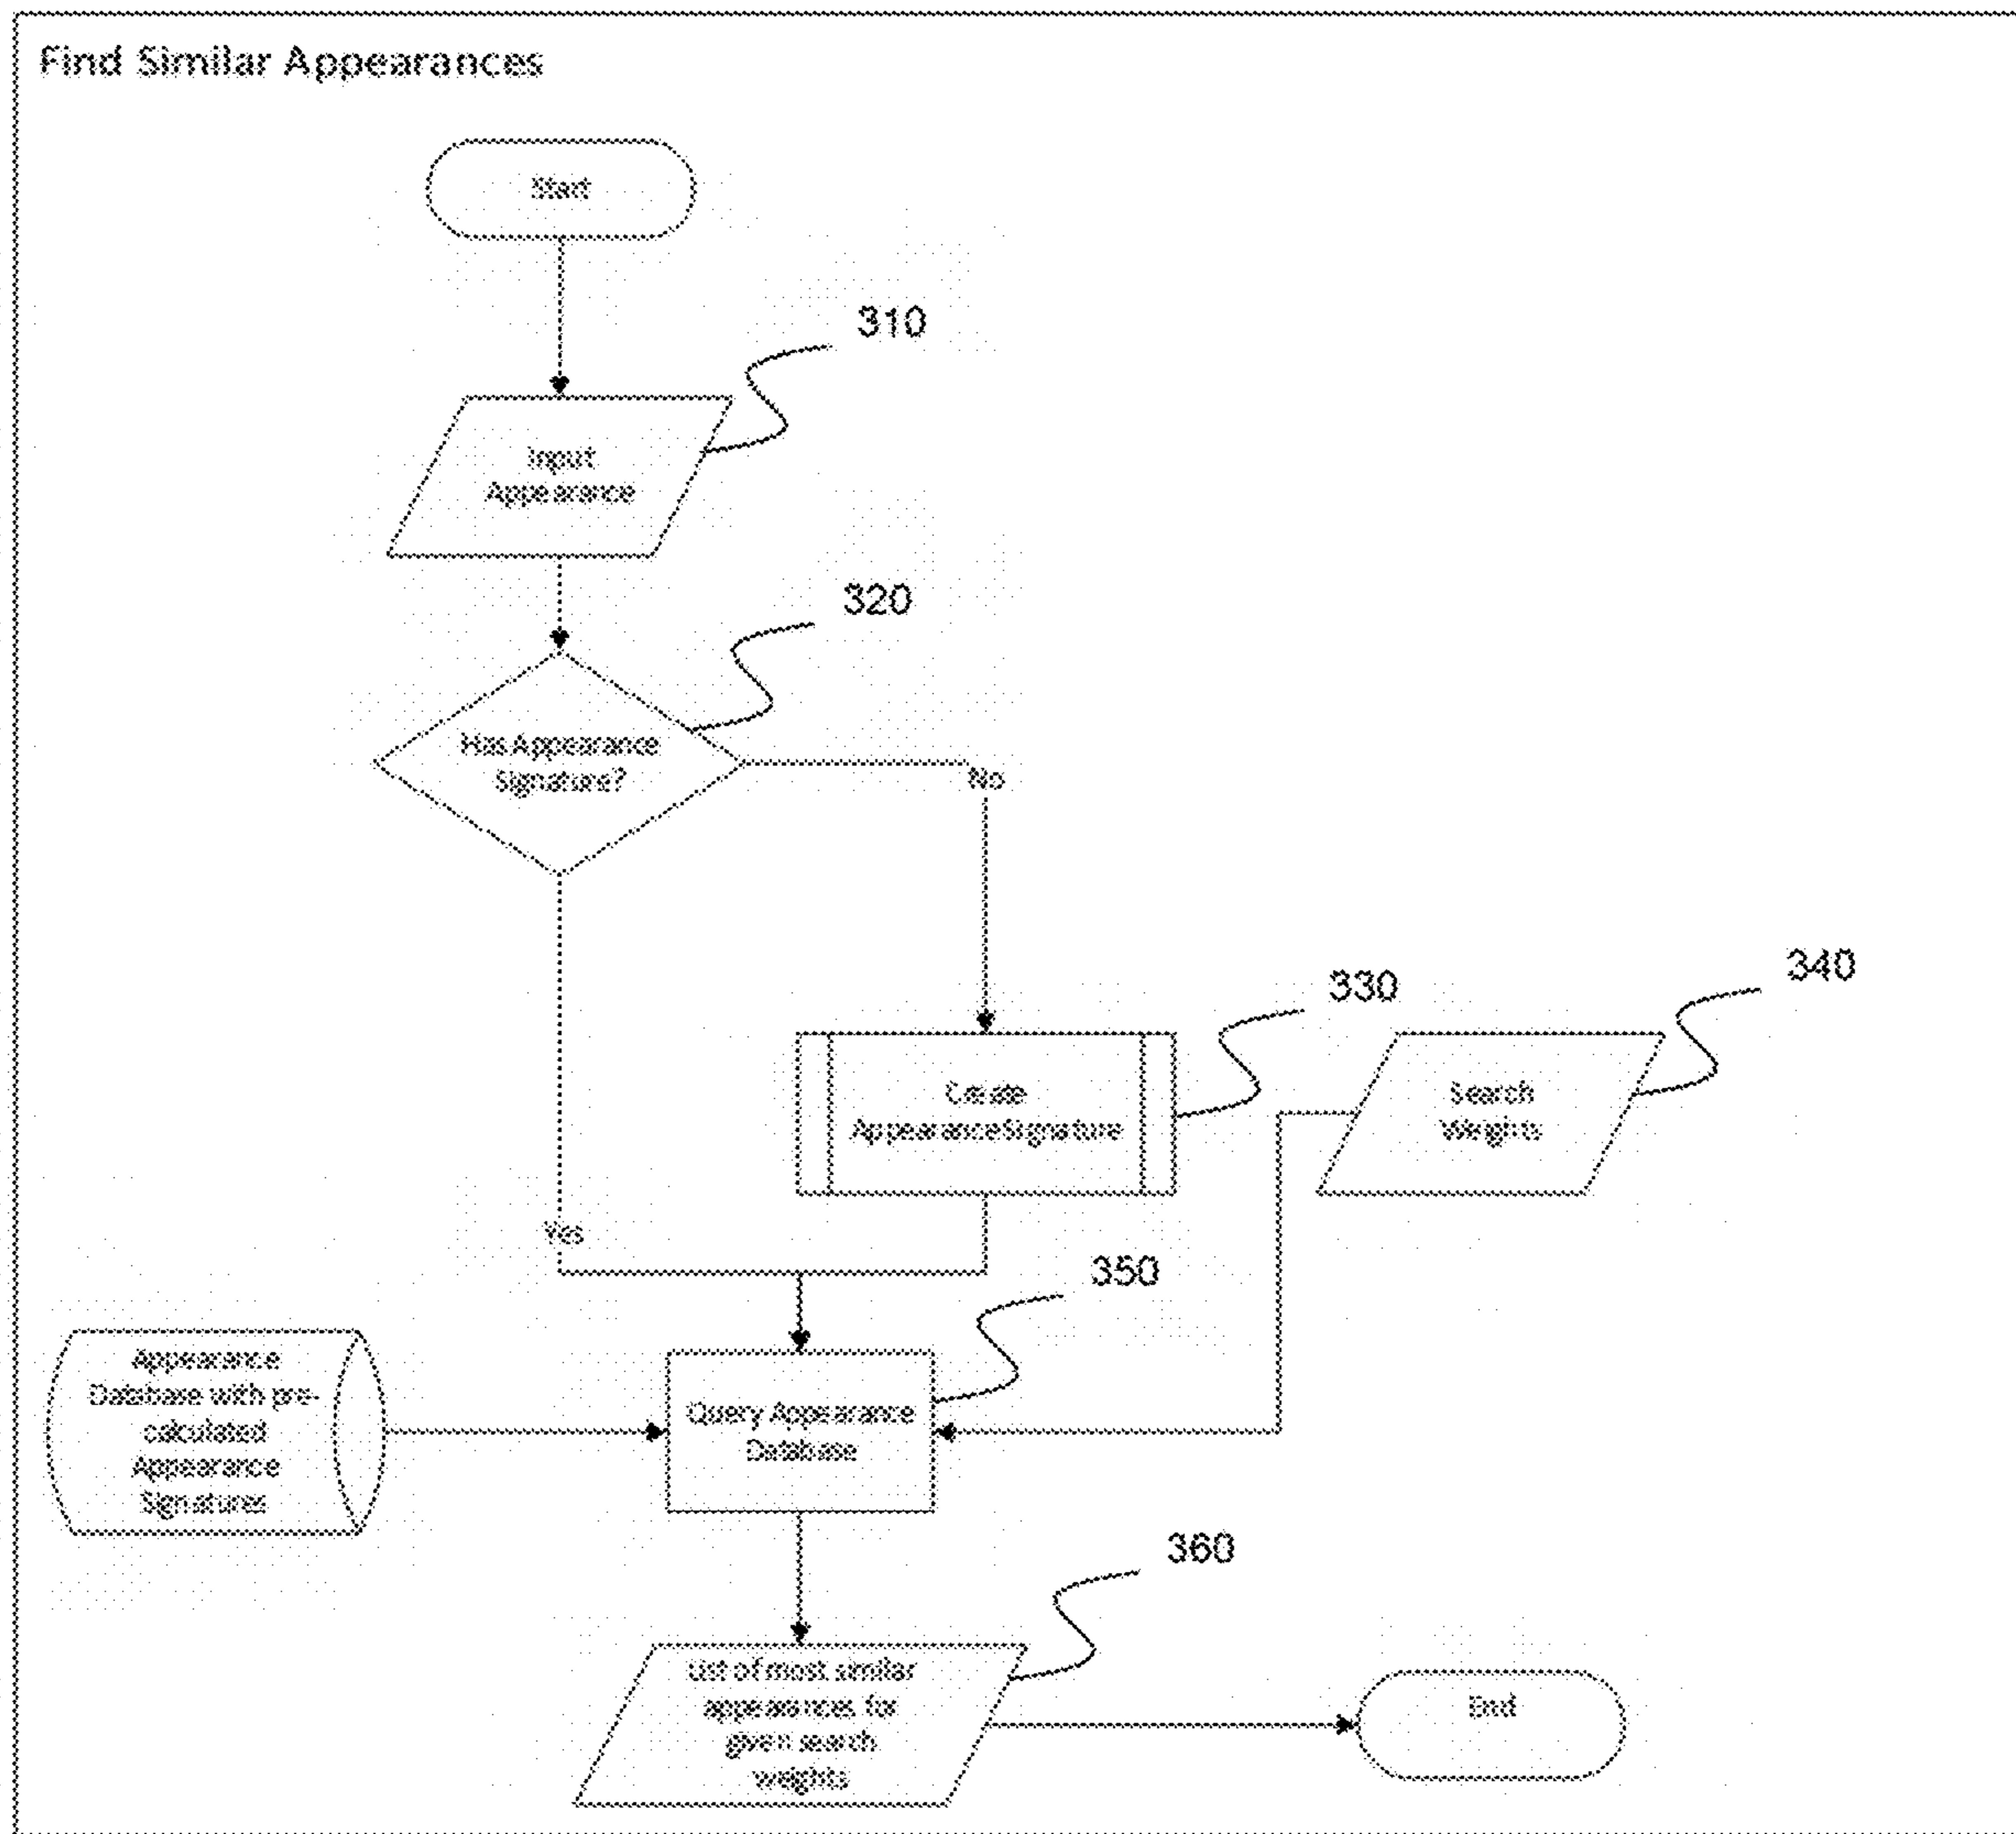 Find Similar Appearances
Start
310
Input
Appearance
320
Has Appearance
Signature?
No
340
330
Create
AppearanceSignature
Search
Weights
Yes
350
Appearance
Database with pre-
calculated
Appearance
Signatures
Query Appearance
Database
360
List of most similar
appearances for
given search
weights
End